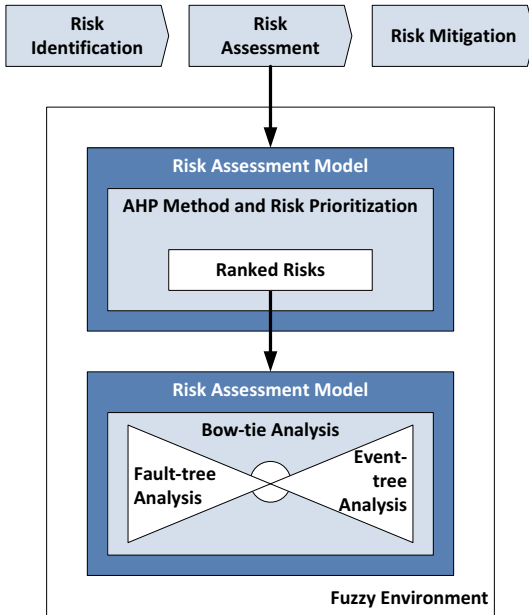 Risk
Identification
Risk
Assessment
Risk Mitigation
Risk Assessment Model
AHP Method and Risk Prioritization
Ranked Risks
Risk Assessment Model
Bow-tie Analysis
Fault-tree
Analysis
Event-
tree
Analysis
Fuzzy Environment